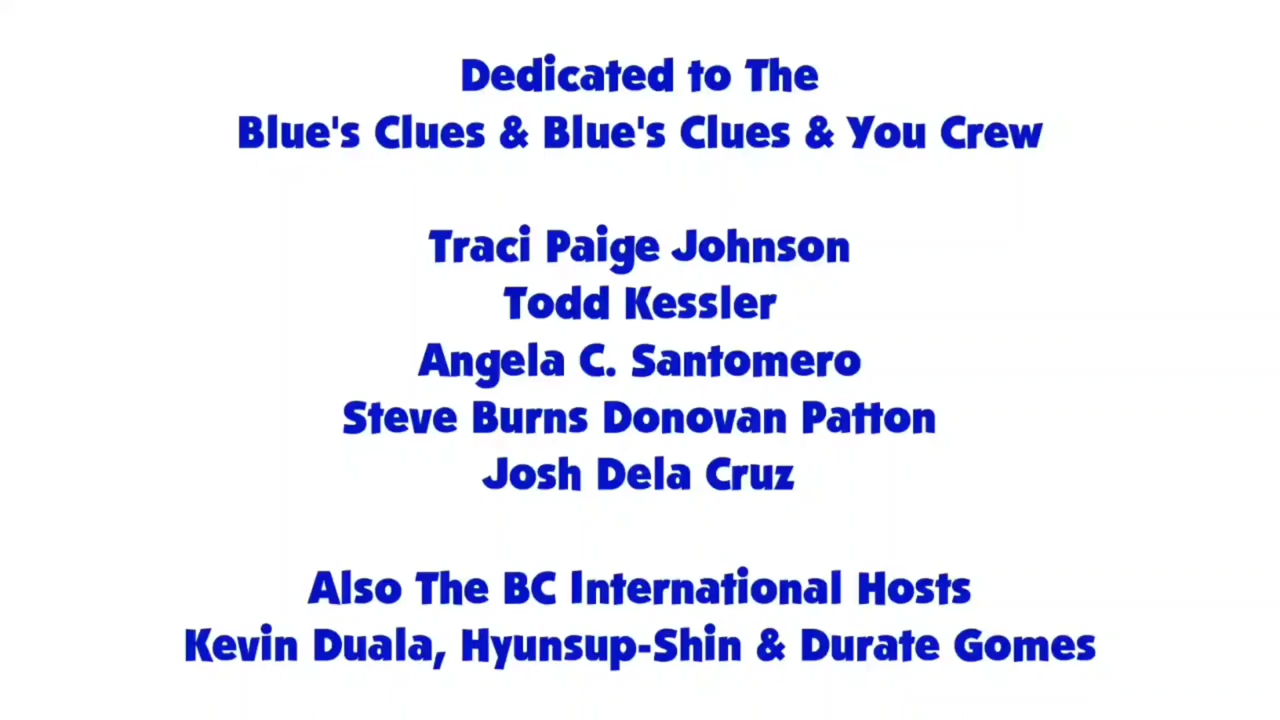 Dedicated to The
Blue's Clues & Blue's Clues & You Crew
Traci Paige Johnson
Todd Kessler
Angela C. Santomero
Steve Burns Donovan Patton
Josh Dela Cruz
Also The BC International Hosts
Kevin Duala, Hyunsup-Shin & Durate Gomes